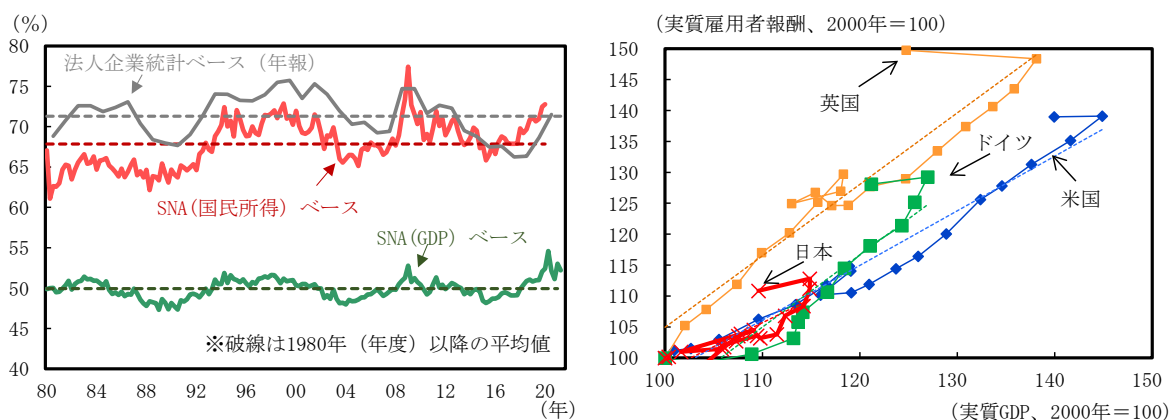 (%)
80
75
70
65
60
55
50
45
40
法人企業統計ベース（年報）
SNA(国民所得）ベース
SNA(GDP）ベース
※破線は1980年（年度）以降の平均値
80 84 88 92 96 00 04 08 12 16 20
(年)
(実質雇用者報酬、2000年＝100)
150
145
140
135
130
125
120
115
110
105
100
英国
ドイツ
米国
日本
100 110 120 130 140 150
(実質GDP、2000年＝100)